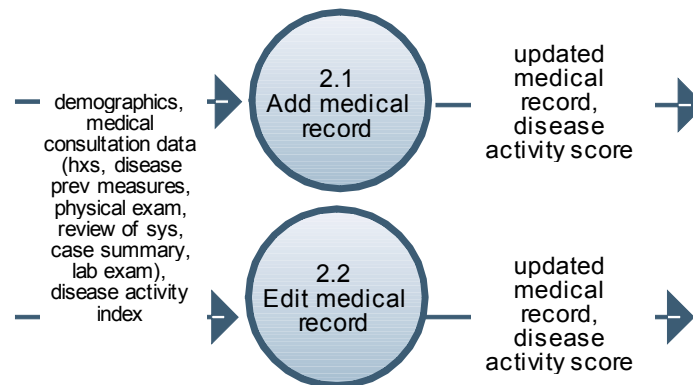 demographics,
medical
consultation data
(hxs, disease
prev measures,
physical exam,
review of sys,
case summary,
lab exam),
disease activity
index
2.1
Add medical
record
updated
medical
record,
disease
activity score
2.2
Edit medical
record
updated
medical
record,
disease
activity score